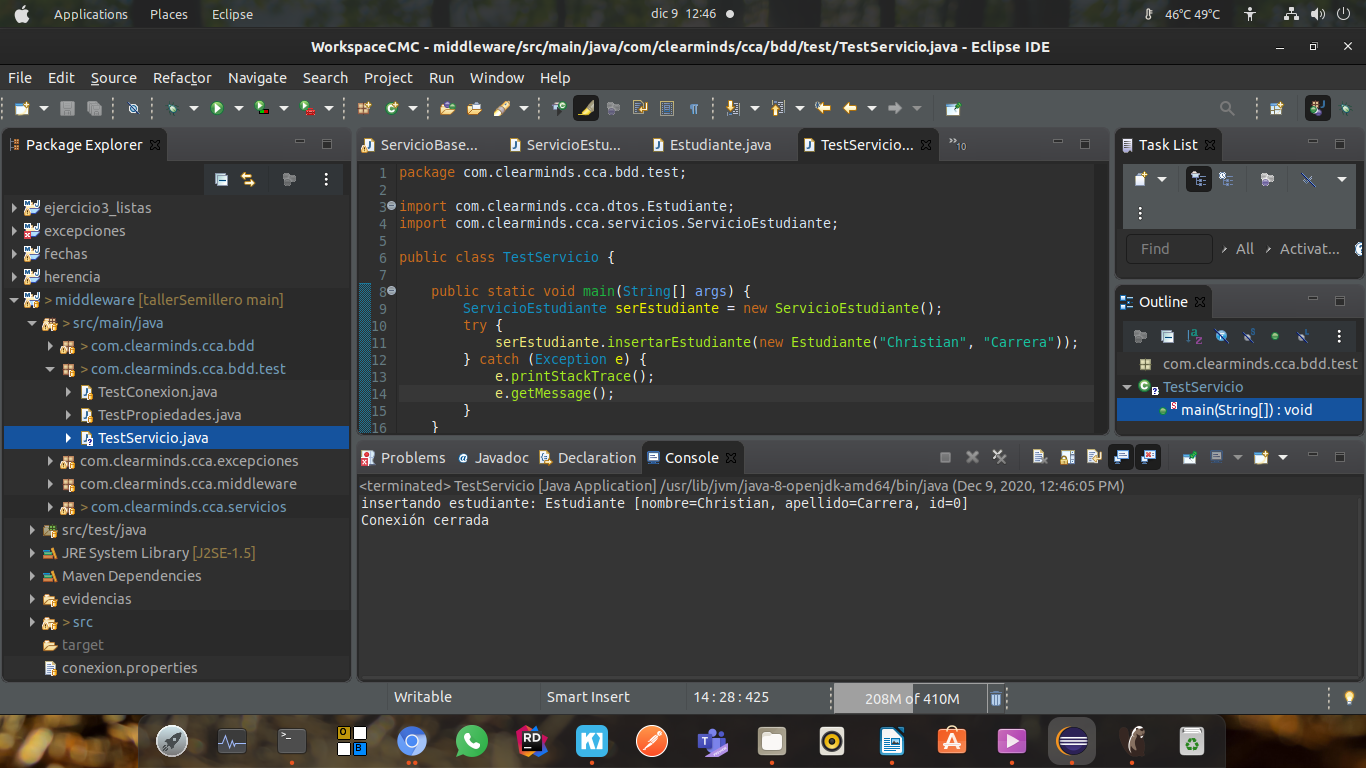 Applications Places Eclipse dic 9 12:46 46°C 49°C
WorkspaceCMC - middleware/src/main/java/com/clearminds/cca/bdd/test/TestServicio.java - Eclipse IDE
File Edit Source Refactor Navigate Search Project Run Window Help
Package Explorer
ejercicio3_listas
excepciones
fechas
herencia
> middleware [tallerSemillero main]
> src/main/java
> com.clearminds.cca.bdd
> com.clearminds.cca.bdd.test
TestConexion.java
TestPropiedades.java
TestServicio.java
com.clearminds.cca.excepciones
com.clearminds.cca.middleware
> com.clearminds.cca.servicios
src/test/java
JRE System Library [J2SE-1.5]
Maven Dependencies
evidencias
> src
target
conexion.properties
ServicioBase... ServicioEstu... Estudiante.java TestServicio... »10
1 package com.clearminds.cca.bdd.test;
2
3 import com.clearminds.cca.dtos.Estudiante;
4 import com.clearminds.cca.servicios.ServicioEstudiante;
5
6 public class TestServicio {
7
8 public static void main(String[] args) {
9 ServicioEstudiante serEstudiante = new ServicioEstudiante();
10 try {
11 serEstudiante.insertarEstudiante(new Estudiante("Christian", "Carrera"));
12 } catch (Exception e) {
13 e.printStackTrace();
14 e.getMessage();
15 }
16 }
Problems @ Javadoc Declaration Console
<terminated> TestServicio [Java Application] /usr/lib/jvm/java-8-openjdk-amd64/bin/java (Dec 9, 2020, 12:46:05 PM)
insertando estudiante: Estudiante [nombre=Christian, apellido=Carrera, id=0]
Conexión cerrada
Task List
Find All Activat...
Outline
com.clearminds.cca.bdd.test
TestServicio
main(String[]) : void
Writable Smart Insert 14 : 28 : 425 208M of 410M